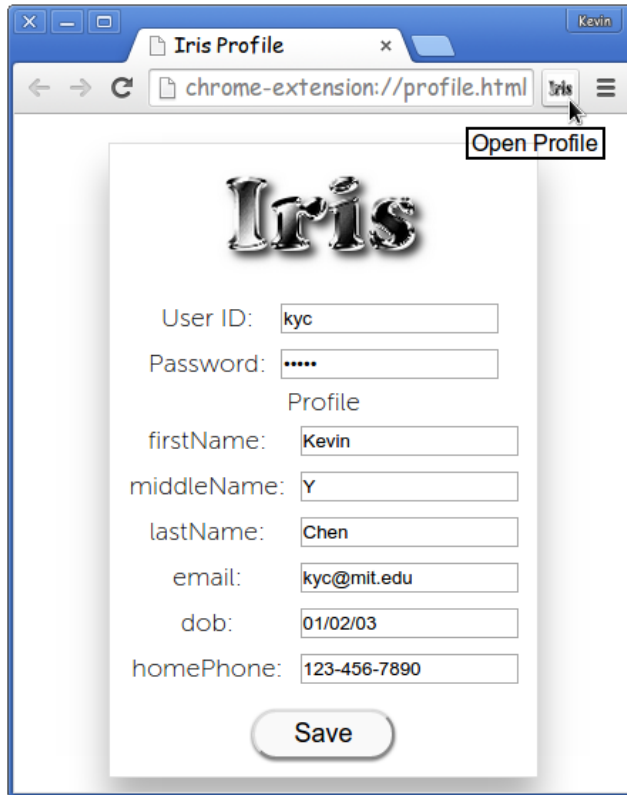 Kevin
Iris Profile ×
chrome-extension://profile.html Iris
Open Profile
Iris
User ID: kyc
Password: •••••
Profile
firstName: Kevin
middleName: Y
lastName: Chen
email: kyc@mit.edu
dob: 01/02/03
homePhone: 123-456-7890
Save